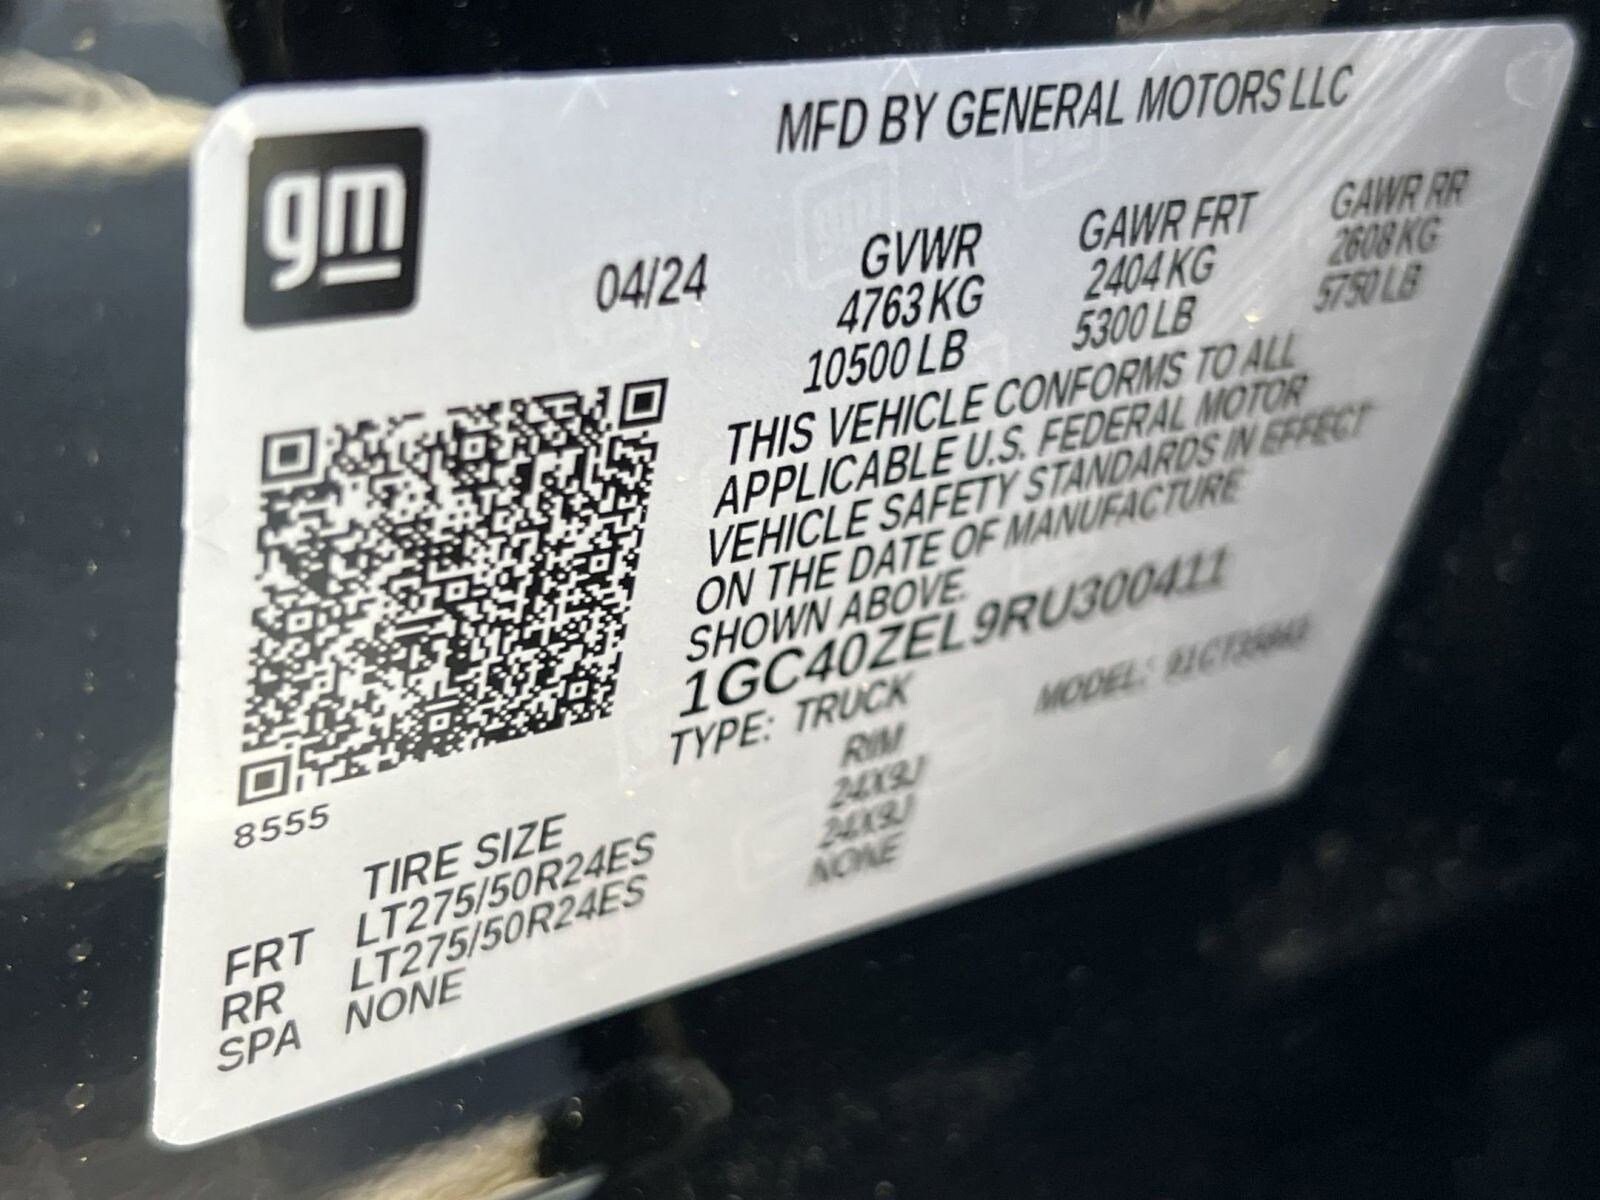 gm
MFD BY GENERAL MOTORS LLC
04/24
GVWR
4763 KG
10500 LB
GAWR FRT
2404 KG
5300 LB
GAWR RR
2608 KG
5750 LB
THIS VEHICLE CONFORMS TO ALL
APPLICABLE U.S. FEDERAL MOTOR
VEHICLE SAFETY STANDARDS IN EFFECT
ON THE DATE OF MANUFACTURE
SHOWN ABOVE.
1GC40ZEL9RU300411
TYPE: TRUCK
MODEL:
8555
TIRE SIZE
RIM
FRT LT275/50R24ES 24X9J
RR LT275/50R24ES 24X9J
SPA NONE NONE